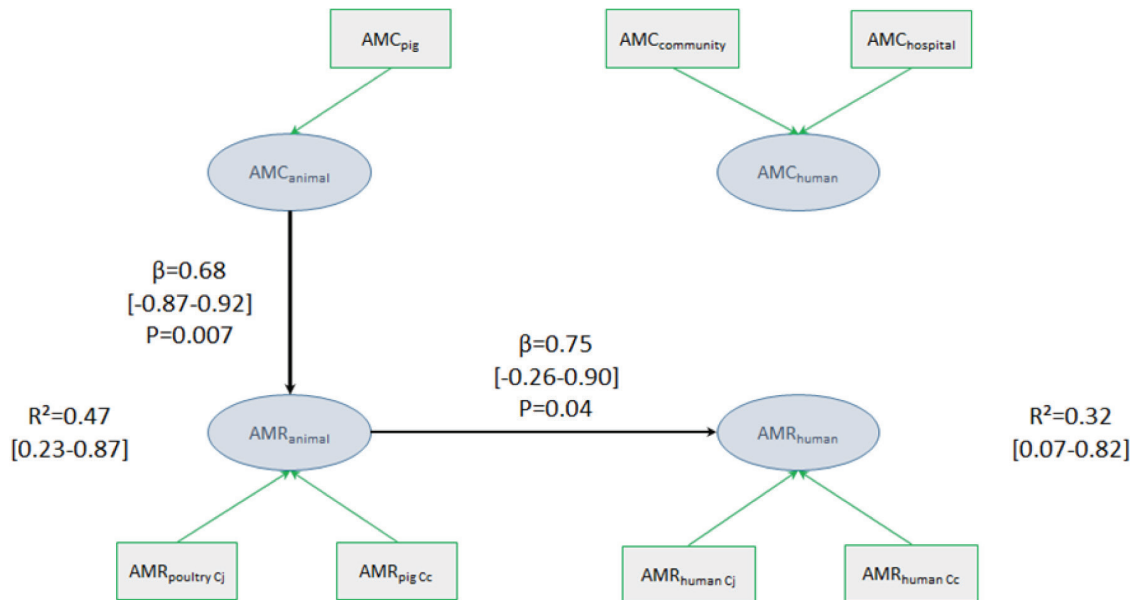 AMCpig
AMCcommunity
AMChospital
AMCanimal
AMChuman
β=0.68
[-0.87-0.92]
P=0.007
β=0.75
[-0.26-0.90]
P=0.04
R²=0.47
[0.23-0.87]
AMRanimal
AMRhuman
R²=0.32
[0.07-0.82]
AMRpoultry Cj
AMRpig Cc
AMRhuman Cj
AMRhuman Cc